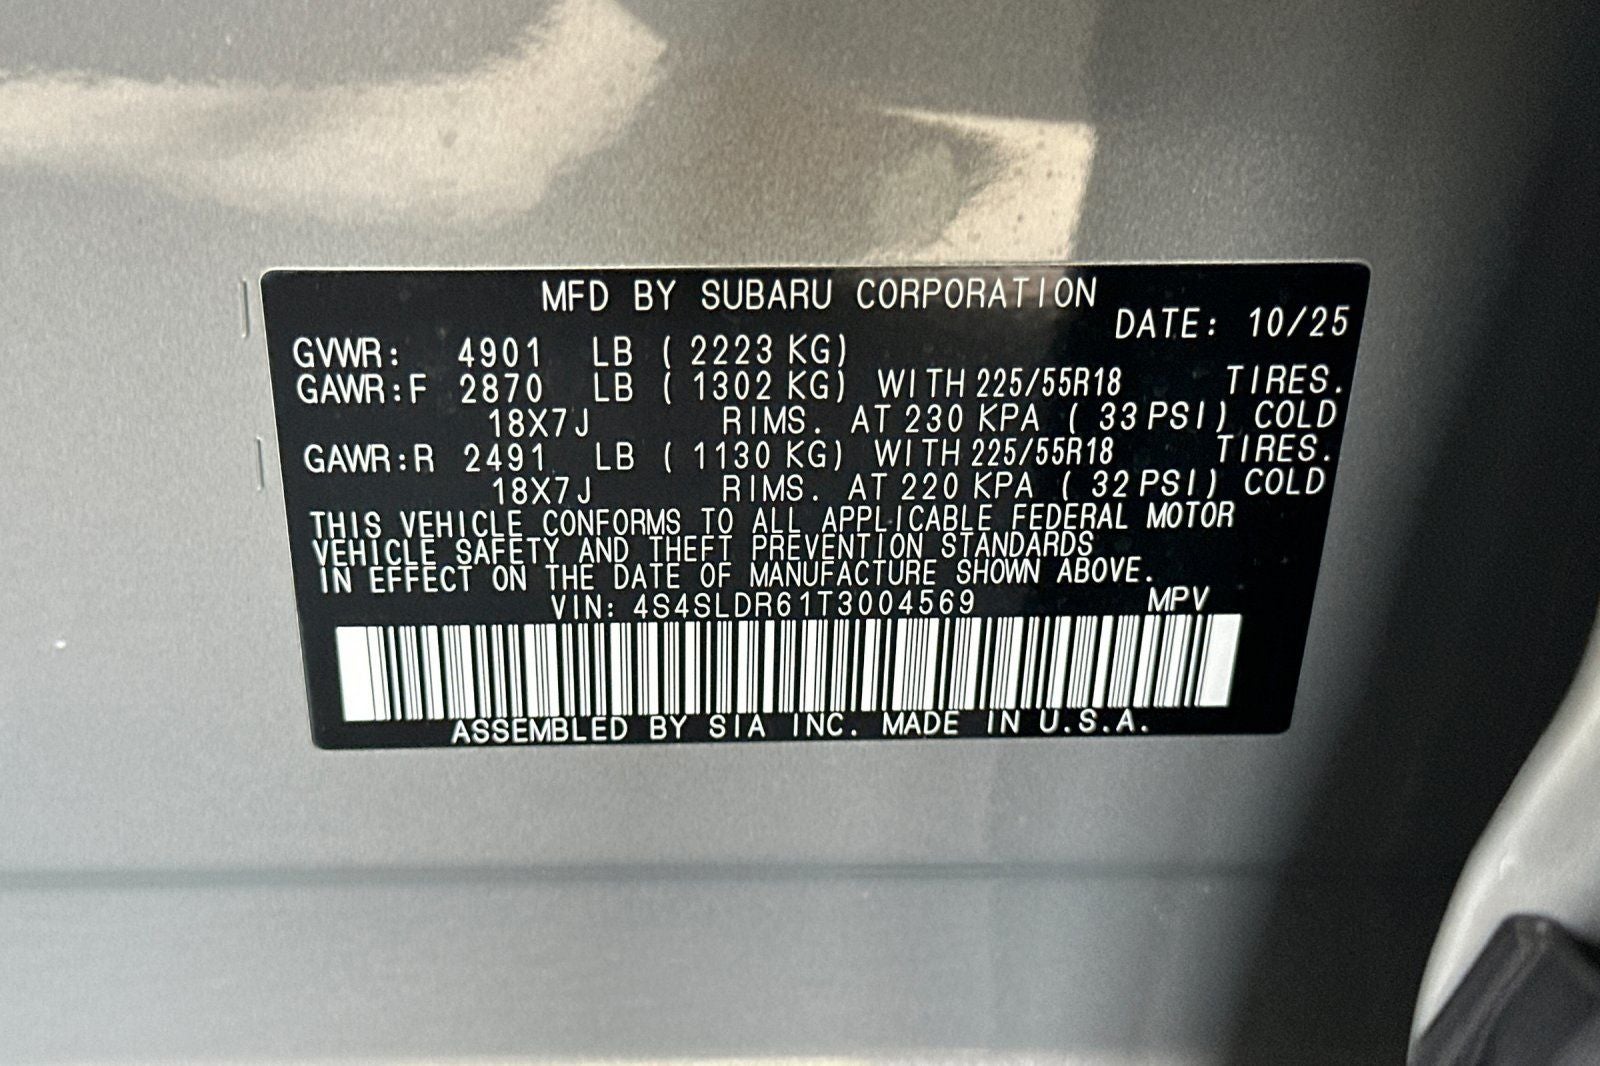 MFD BY SUBARU CORPORATION
DATE: 10/25
GVWR: 4901 LB ( 2223 KG)
GAWR:F 2870 LB ( 1302 KG) WITH 225/55R18 TIRES.
18X7J RIMS. AT 230 KPA ( 33 PSI) COLD
GAWR:R 2491 LB ( 1130 KG) WITH 225/55R18 TIRES.
18X7J RIMS. AT 220 KPA ( 32 PSI) COLD
THIS VEHICLE CONFORMS TO ALL APPLICABLE FEDERAL MOTOR
VEHICLE SAFETY AND THEFT PREVENTION STANDARDS
IN EFFECT ON THE DATE OF MANUFACTURE SHOWN ABOVE.
VIN: 4S4SLDR61T3004569 MPV
ASSEMBLED BY SIA INC. MADE IN U.S.A.